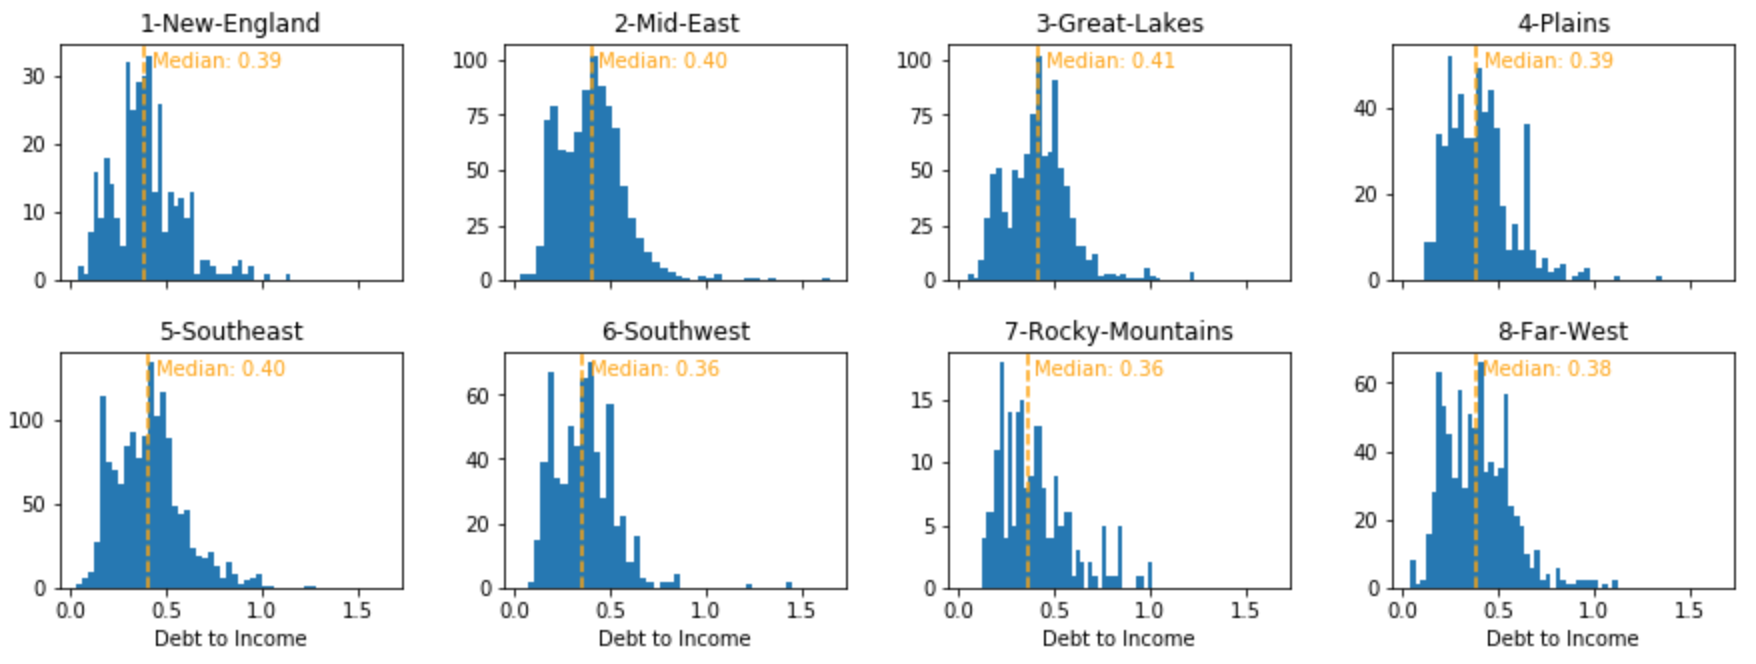 1-New-England
2-Mid-East
3-Great-Lakes
4-Plains
Median: 0.39
Median: 0.40
Median: 0.41
Median: 0.39
30
20
10
0
100
75
50
25
0
100
75
50
25
0
40
20
0
5-Southeast
6-Southwest
7-Rocky-Mountains
8-Far-West
Median: 0.40
Median: 0.36
Median: 0.36
Median: 0.38
100
50
0
60
40
20
0
15
10
5
0
60
40
20
0
0.0 0.5 1.0 1.5
0.0 0.5 1.0 1.5
0.0 0.5 1.0 1.5
0.0 0.5 1.0 1.5
Debt to Income
Debt to Income
Debt to Income
Debt to Income